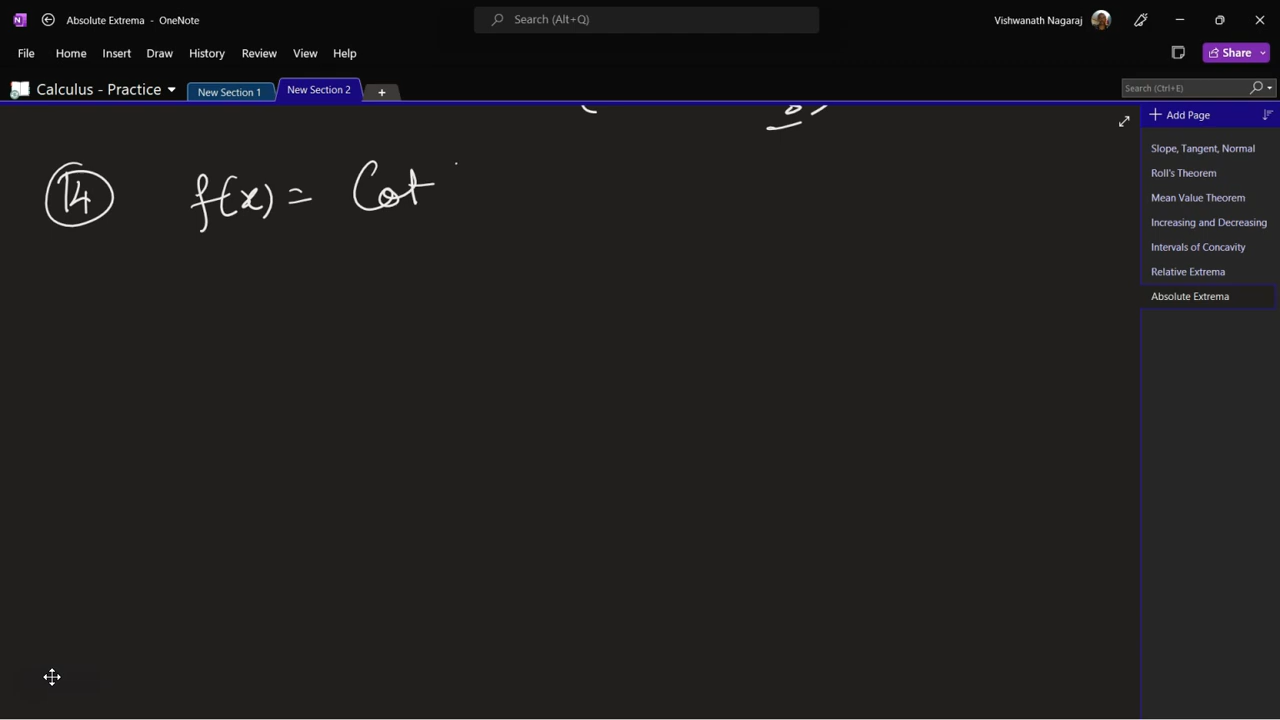 Absolute Extrema - OneNote
Search (Alt+Q)
Vishwanath Nagaraj
File Home Insert Draw History Review View Help
Share
Calculus - Practice
New Section 1
New Section 2
+
Search (Ctrl+E)
Add Page
Slope, Tangent, Normal
Roll's Theorem
Mean Value Theorem
Increasing and Decreasing
Intervals of Concavity
Relative Extrema
Absolute Extrema
14 f(x) = Cot